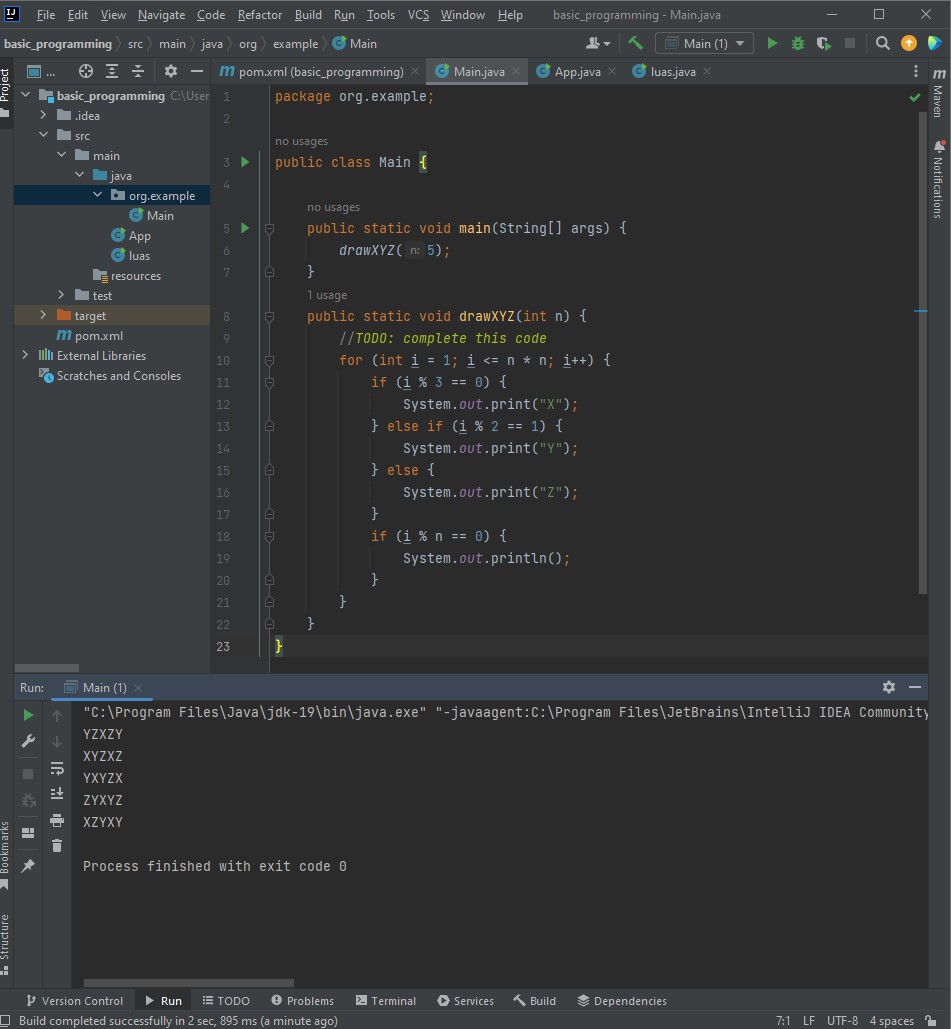 File Edit View Navigate Code Refactor Build Run Tools VCS Window Help basic_programming - Main.java
basic_programming src main java org example Main Main (1)
Project ... pom.xml (basic_programming) Main.java App.java luas.java
basic_programming C:\User
.idea
src
main
java
org.example
Main
App
luas
resources
test
target
pom.xml
External Libraries
Scratches and Consoles
1 package org.example;
2
no usages
3 public class Main {
4
no usages
5 public static void main(String[] args) {
6 drawXYZ( n: 5);
7 }
1 usage
8 public static void drawXYZ(int n) {
9 //TODO: complete this code
10 for (int i = 1; i <= n * n; i++) {
11 if (i % 3 == 0) {
12 System.out.print("X");
13 } else if (i % 2 == 1) {
14 System.out.print("Y");
15 } else {
16 System.out.print("Z");
17 }
18 if (i % n == 0) {
19 System.out.println();
20 }
21 }
22 }
23 }
Maven
Notifications
Run: Main (1)
"C:\Program Files\Java\jdk-19\bin\java.exe" "-javaagent:C:\Program Files\JetBrains\IntelliJ IDEA Community
YZXZY
XYZXZ
YXYZX
ZYXYZ
XZYXY
Process finished with exit code 0
Bookmarks
Structure
Version Control Run TODO Problems Terminal Services Build Dependencies
Build completed successfully in 2 sec, 895 ms (a minute ago) 7:1 LF UTF-8 4 spaces